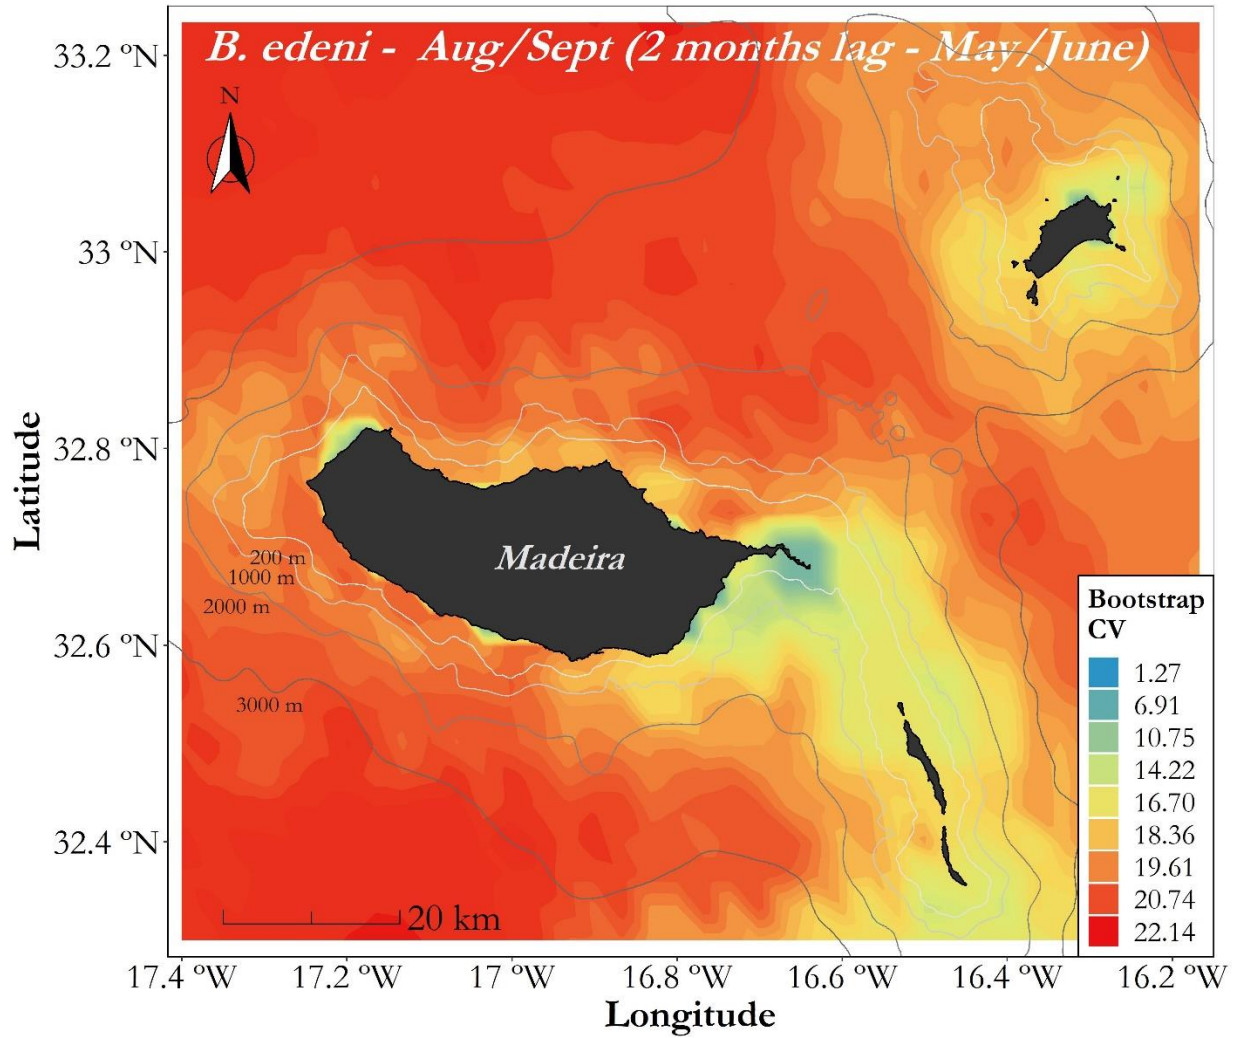 B. edeni - Aug/Sept (2 months lag - May/June)
N
33.2 ºN
33 ºN
32.8 ºN
32.6 ºN
32.4 ºN
Latitude
Madeira
200 m
1000 m
2000 m
3000 m
20 km
Bootstrap
CV
1.27
6.91
10.75
14.22
16.70
18.36
19.61
20.74
22.14
17.4 ºW
17.2 ºW
17 ºW
16.8 ºW
16.6 ºW
16.4 ºW
16.2 ºW
Longitude